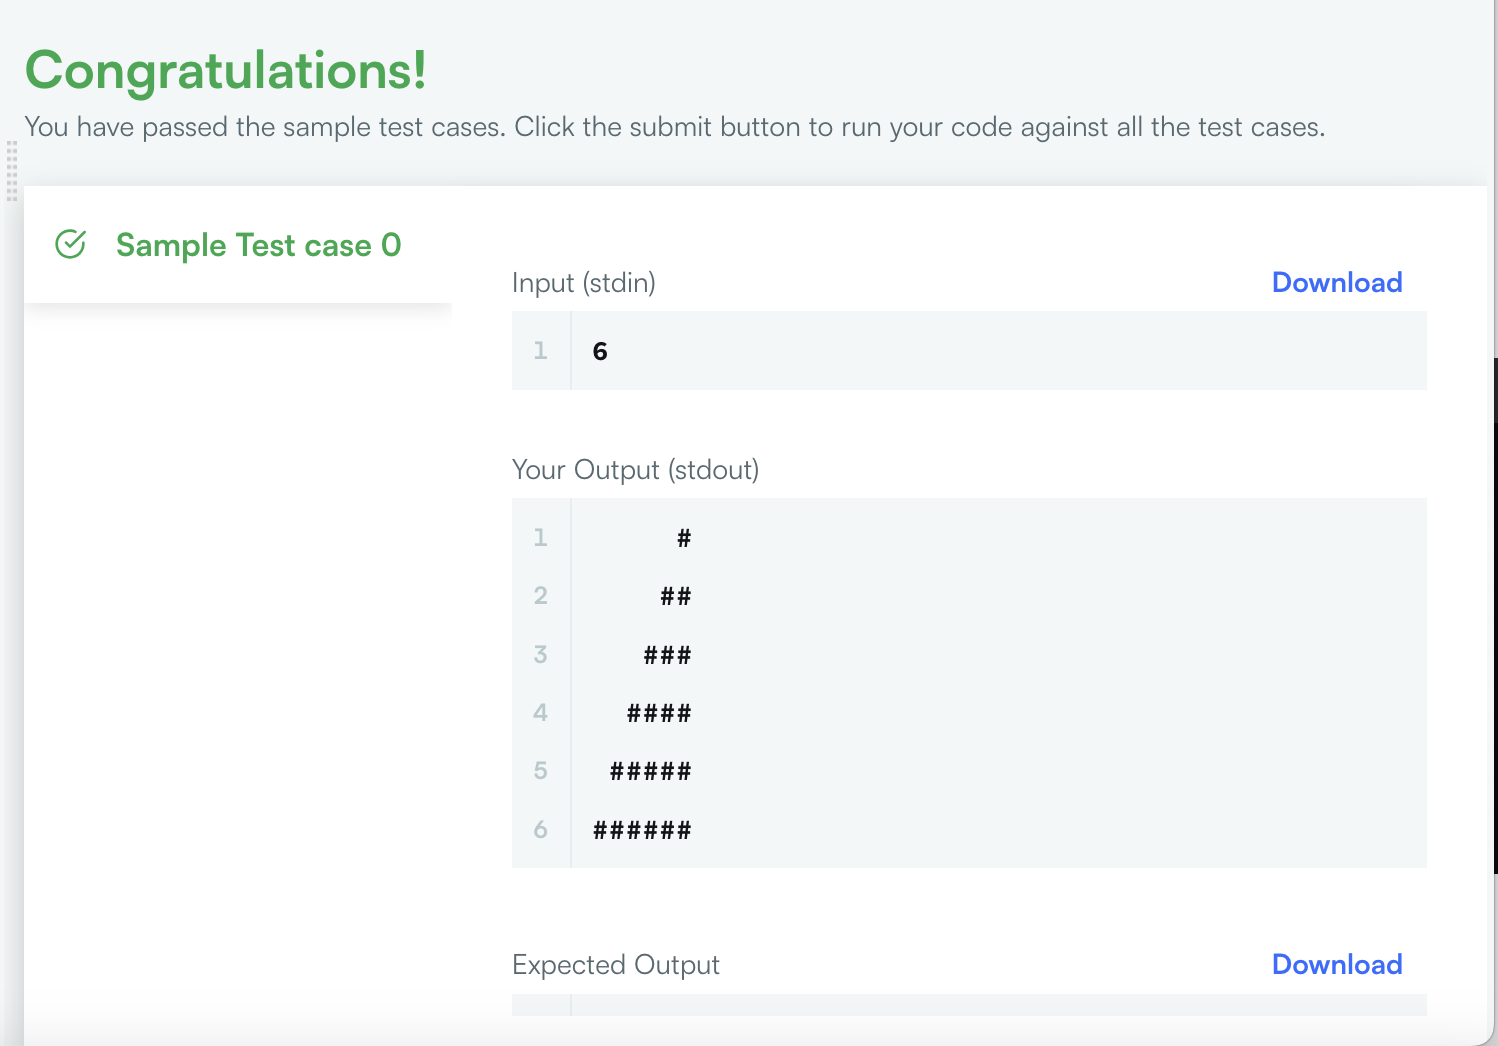 Congratulations!
You have passed the sample test cases. Click the submit button to run your code against all the test cases.
Sample Test case 0
Input (stdin)
Download
1 6
Your Output (stdout)
1      #
2     ##
3    ###
4   ####
5  #####
6 ######
Expected Output
Download